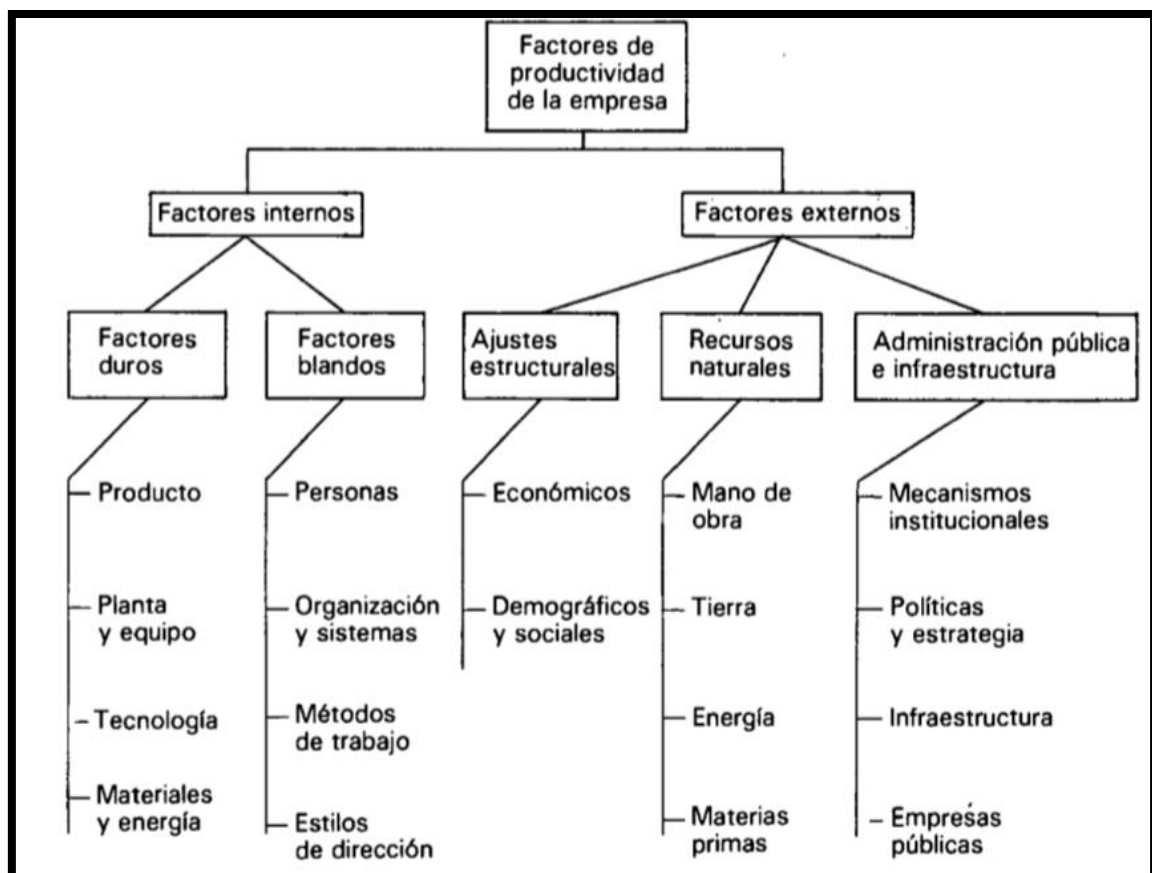 Factores de
productividad
de la empresa
Factores internos
Factores externos
Factores
duros
Factores
blandos
Ajustes
estructurales
Recursos
naturales
Administración pública
e infraestructura
Producto
Planta
y equipo
Tecnología
Materiales
y energía
Personas
Organización
y sistemas
Métodos
de trabajo
Estilos
de dirección
Económicos
Demográficos
y sociales
Mano de
obra
Tierra
Energía
Materias
primas
Mecanismos
institucionales
Políticas
y estrategia
Infraestructura
Empresas
públicas